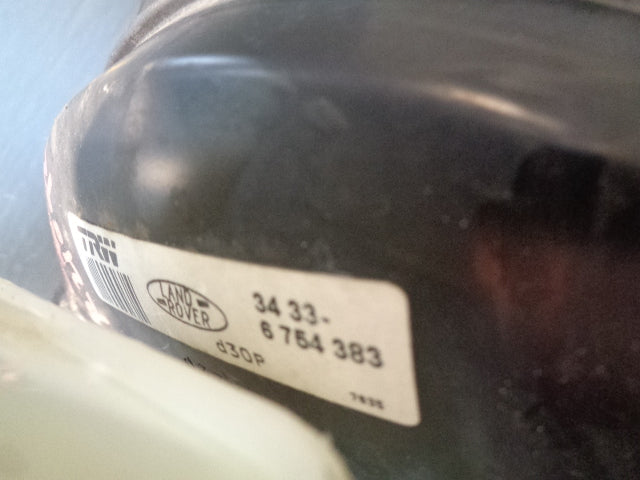 TRW
LAND
ROVER
34 33-
6 754 383
d30P